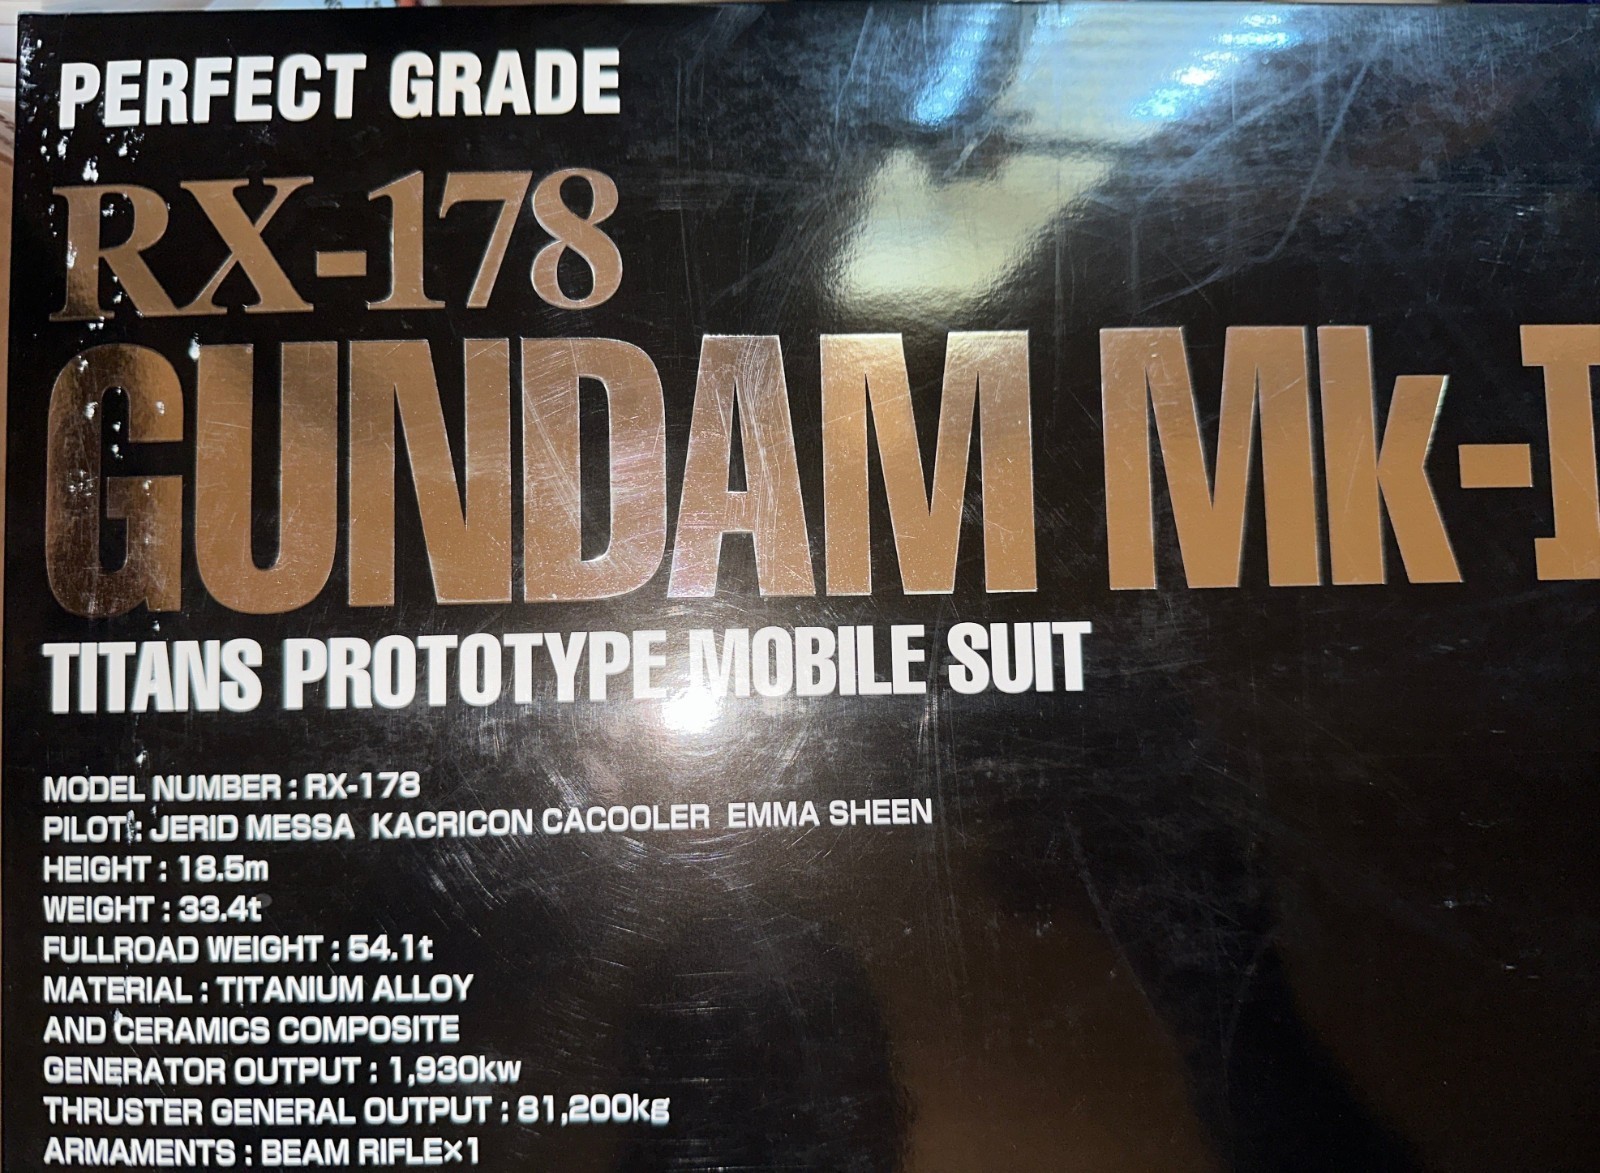 PERFECT GRADE
RX-178
GUNDAM Mk-I
TITANS PROTOTYPE MOBILE SUIT
MODEL NUMBER : RX-178
PILOT : JERID MESSA KACRICON CACOOLER EMMA SHEEN
HEIGHT : 18.5m
WEIGHT : 33.4t
FULLROAD WEIGHT : 54.1t
MATERIAL : TITANIUM ALLOY
AND CERAMICS COMPOSITE
GENERATOR OUTPUT : 1,930kw
THRUSTER GENERAL OUTPUT : 81,200kg
ARMAMENTS : BEAM RIFLE×1